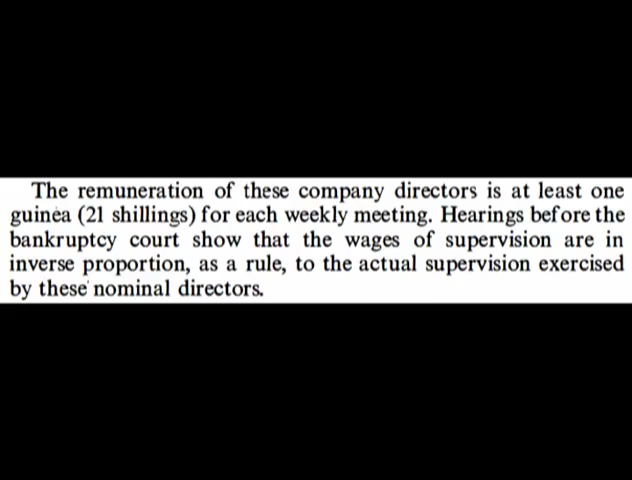 The remuneration of these company directors is at least one
guinea (21 shillings) for each weekly meeting. Hearings before the
bankruptcy court show that the wages of supervision are in
inverse proportion, as a rule, to the actual supervision exercised
by these nominal directors.